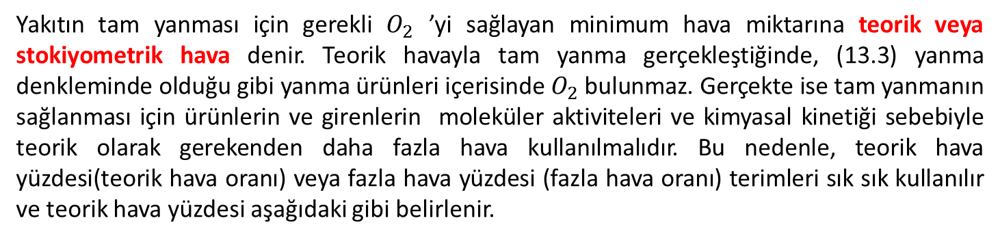 Yakıtın tam yanması için gerekli O₂ ’yi sağlayan minimum hava miktarına teorik veya
stokiyometrik hava denir. Teorik havayla tam yanma gerçekleştiğinde, (13.3) yanma
denkleminde olduğu gibi yanma ürünleri içerisinde O₂ bulunmaz. Gerçekte ise tam yanmanın
sağlanması için ürünlerin ve girenlerin moleküler aktiviteleri ve kimyasal kinetiği sebebiyle
teorik olarak gerekenden daha fazla hava kullanılmalıdır. Bu nedenle, teorik hava
yüzdesi(teorik hava oranı) veya fazla hava yüzdesi (fazla hava oranı) terimleri sık sık kullanılır
ve teorik hava yüzdesi aşağıdaki gibi belirlenir.